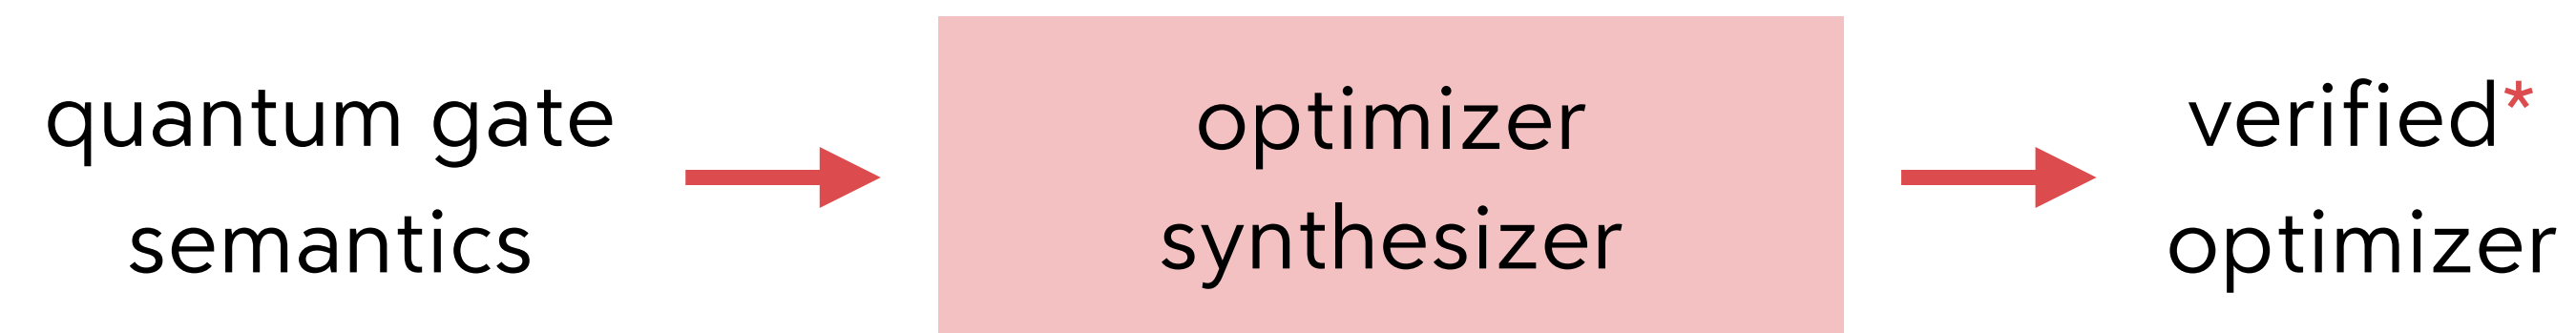 quantum gate
semantics
optimizer
synthesizer
verified*
optimizer